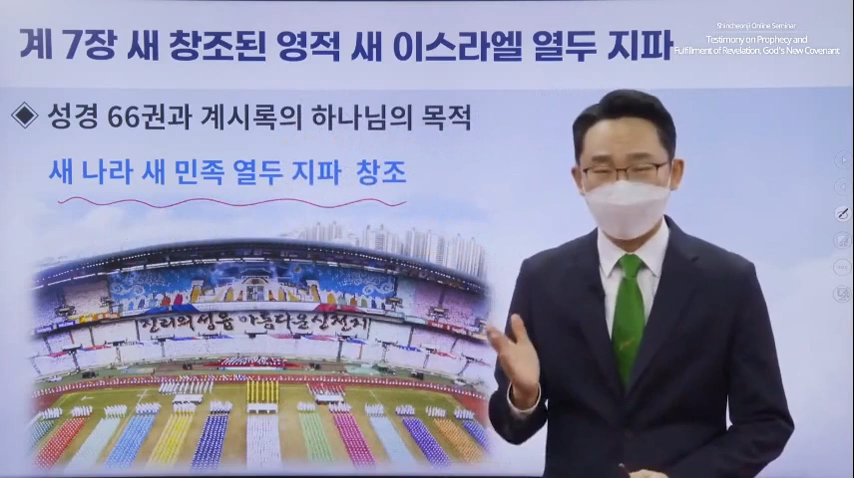 계 7장 새 창조된 영적 새 이스라엘 열두 지파
Shincheonji Online Seminar
Testimony on Prophecy and
Fulfillment of Revelation, God's New Covenant
성경 66권과 계시록의 하나님의 목적
새 나라 새 민족 열두 지파 창조
진리의 성읍 아름다운 신천지